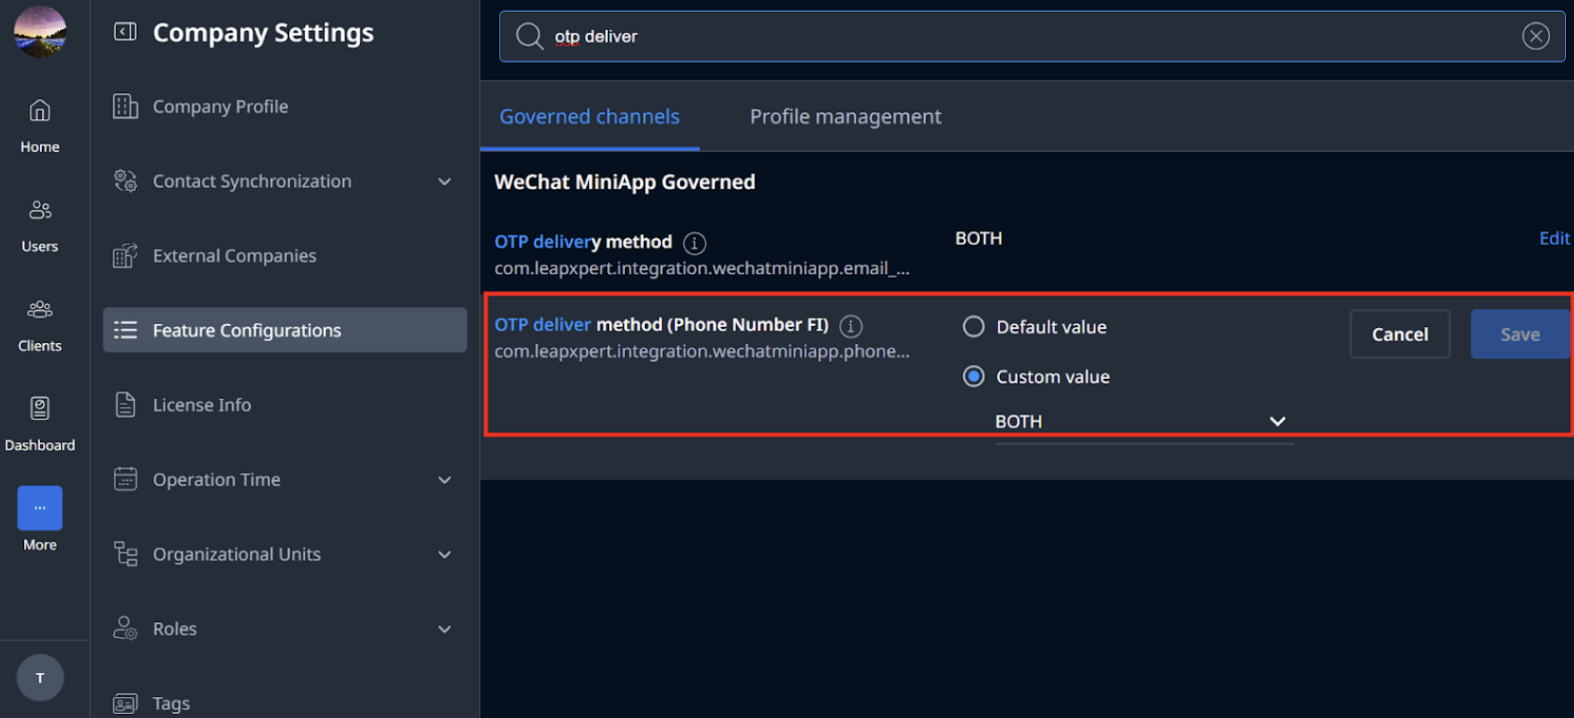 Home
Users
Clients
Dashboard
...
More
T
Company Settings
Company Profile
Contact Synchronization
External Companies
Feature Configurations
License Info
Operation Time
Organizational Units
Roles
Tags
otp deliver
Governed channels
Profile management
WeChat MiniApp Governed
OTP delivery method
com.leapxpert.integration.wechatminiapp.email_...
BOTH
Edit
OTP deliver method (Phone Number FI)
com.leapxpert.integration.wechatminiapp.phone...
Default value
Custom value
BOTH
Cancel
Save